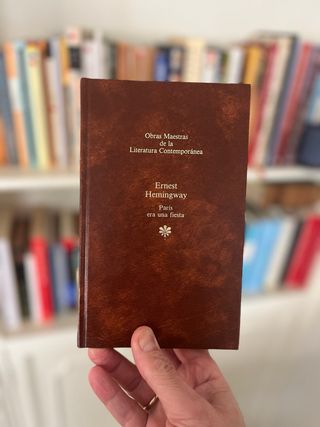 Obras Maestras
de la
Literatura Contemporánea
Ernest
Hemingway
París
era una fiesta